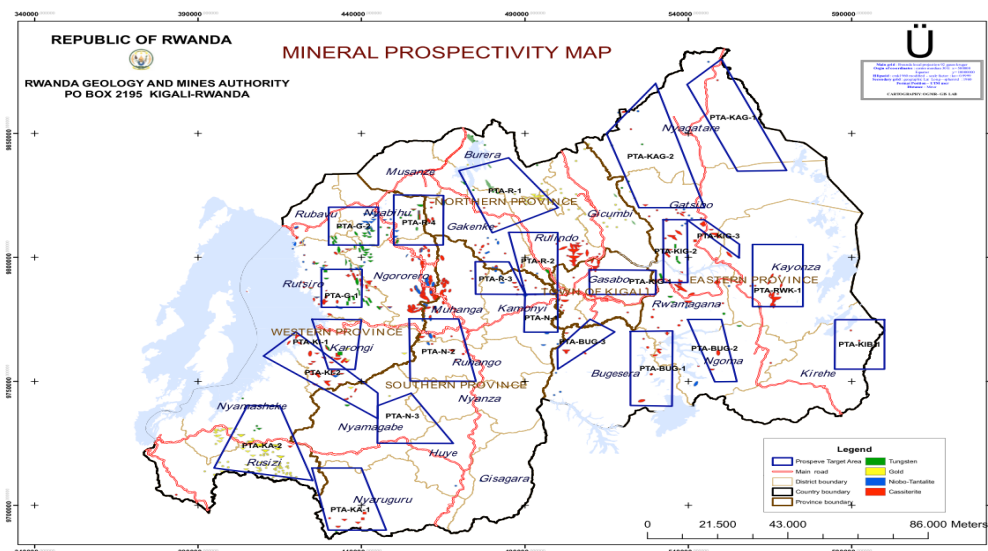 340000 390000 440000 490000 540000 590000
REPUBLIC OF RWANDA
RWANDA GEOLOGY AND MINES AUTHORITY
PO BOX 2195 KIGALI-RWANDA
MINERAL PROSPECTIVITY MAP
Ü
PTA-KAG-1
Nyagatare
PTA-KAG-2
Burera
Musanze
PTA-R-1
NORTHERN PROVINCE
Gatsibo
Rubavu
Nyabihu
PTA-R-4
Gicumbi
PTA-G-2
Gakenke
Rulindo
PTA-KIG-3
PTA-KIG-2
PTA-R-2
Kayonza
Ngororero
PTA-R-3
Gasabo
PTA-KIG-1
EASTERN PROVINCE
Rutsiro
PTA-G-1
TOWN OF KIGALI
PTA-RWK-1
Rwamagana
Muhanga
Kamonyi
WESTERN PROVINCE
PTA-KI-1
Karongi
PTA-N-2
PTA-BUG-3
PTA-BUG-2
PTA-KIB-1
Ruhango
Ngoma
PTA-BUG-1
Bugesera
Kirehe
SOUTHERN PROVINCE
Nyanza
Nyamasheke
PTA-N-3
Nyamagabe
PTA-KA-2
Rusizi
Huye
Gisagara
Nyaruguru
PTA-KA-1
Legend
Prospeve Target Area
Main road
District boundary
Country boundary
Province boundary
Tungsten
Gold
Niobo-Tantalite
Cassiterite
0 21.500 43.000 86.000 Meters